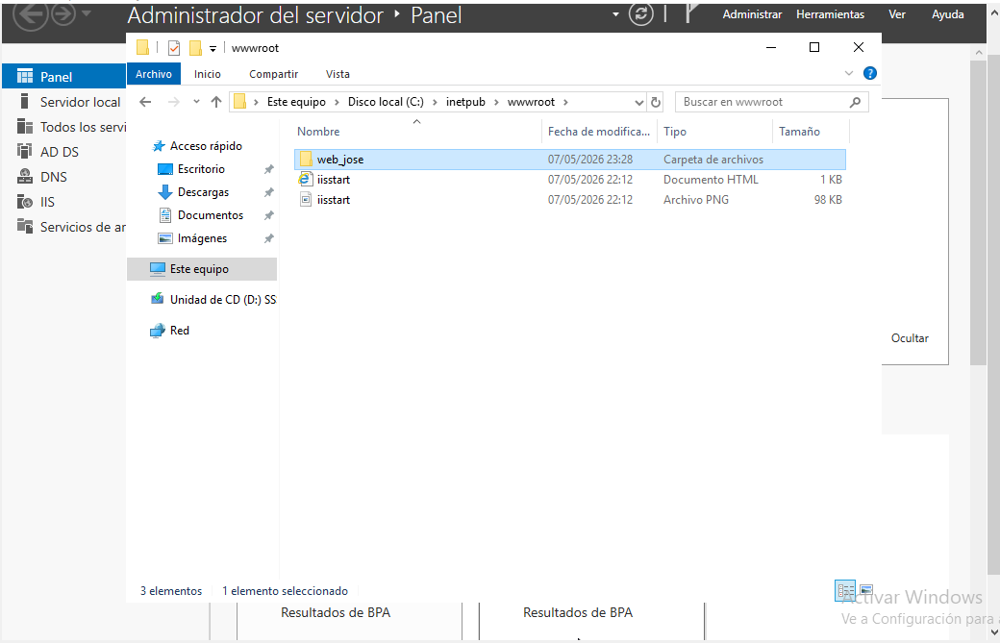 Administrador del servidor ‣ Panel
Administrar Herramientas Ver Ayuda
wwwroot
Archivo Inicio Compartir Vista
Este equipo > Disco local (C:) > inetpub > wwwroot >
Buscar en wwwroot
Panel
Servidor local
Todos los servi
AD DS
DNS
IIS
Servicios de ar
Acceso rápido
Escritorio
Descargas
Documentos
Imágenes
Este equipo
Unidad de CD (D:) SS
Red
Nombre Fecha de modifica... Tipo Tamaño
web_jose 07/05/2026 23:28 Carpeta de archivos
iisstart 07/05/2026 22:12 Documento HTML 1 KB
iisstart 07/05/2026 22:12 Archivo PNG 98 KB
Ocultar
3 elementos 1 elemento seleccionado
Resultados de BPA Resultados de BPA
Activar Windows
Ve a Configuración para a